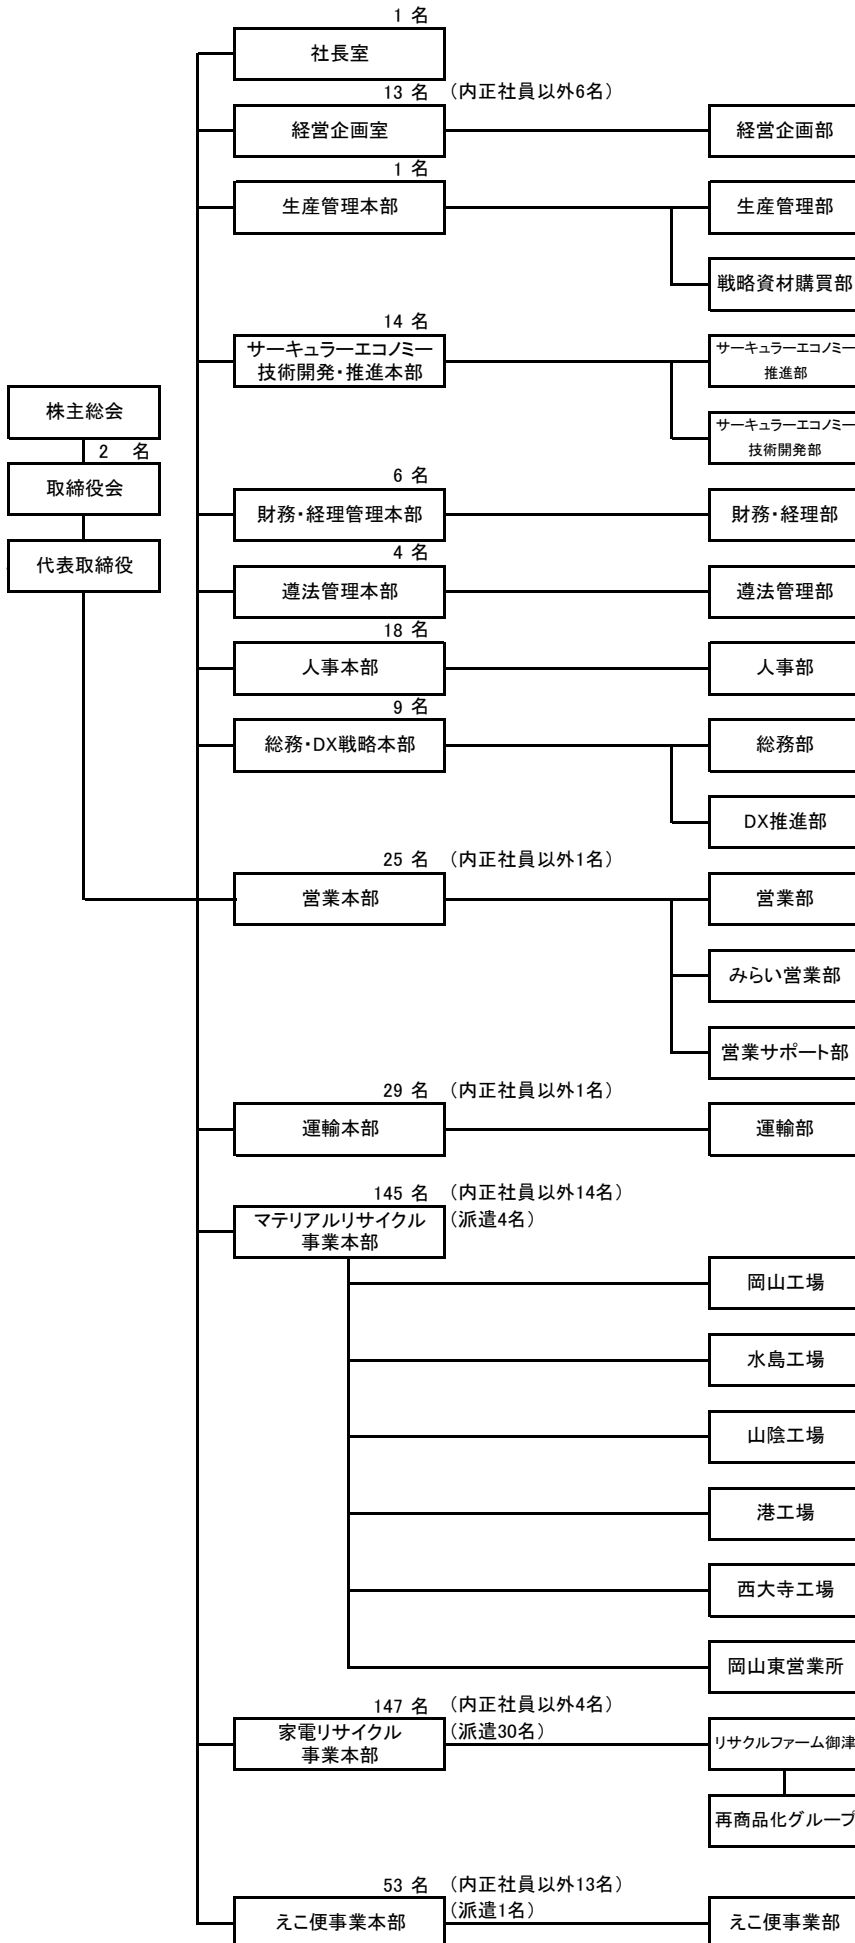 1 名
社長室
13 名 （内正社員以外6名）
経営企画室
経営企画部
1 名
生産管理本部
生産管理部
戦略資材購買部
14 名
サーキュラーエコノミー
技術開発・推進本部
サーキュラーエコノミー
推進部
サーキュラーエコノミー
技術開発部
株主総会
2 名
取締役会
代表取締役
6 名
財務・経理管理本部
財務・経理部
4 名
遵法管理本部
遵法管理部
18 名
人事本部
人事部
9 名
総務・DX戦略本部
総務部
DX推進部
25 名 （内正社員以外1名）
営業本部
営業部
みらい営業部
営業サポート部
29 名 （内正社員以外1名）
運輸本部
運輸部
145 名 （内正社員以外14名）
（派遣4名）
マテリアルリサイクル
事業本部
岡山工場
水島工場
山陰工場
港工場
西大寺工場
岡山東営業所
147 名 （内正社員以外4名）
（派遣30名）
家電リサイクル
事業本部
リサクルファーム御津
再商品化グループ
53 名 （内正社員以外13名）
（派遣1名）
えこ便事業本部
えこ便事業部